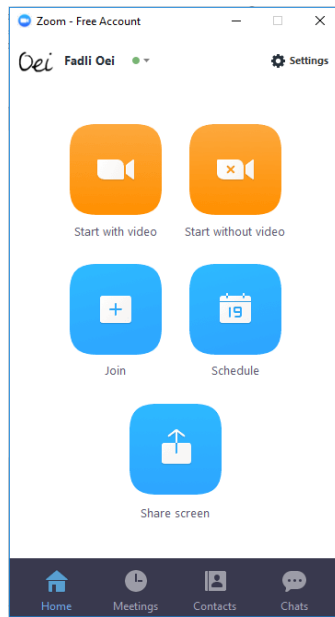 Zoom - Free Account
Oei Fadli Oei Settings
Start with video Start without video
19
Join Schedule
Share screen
Home Meetings Contacts Chats